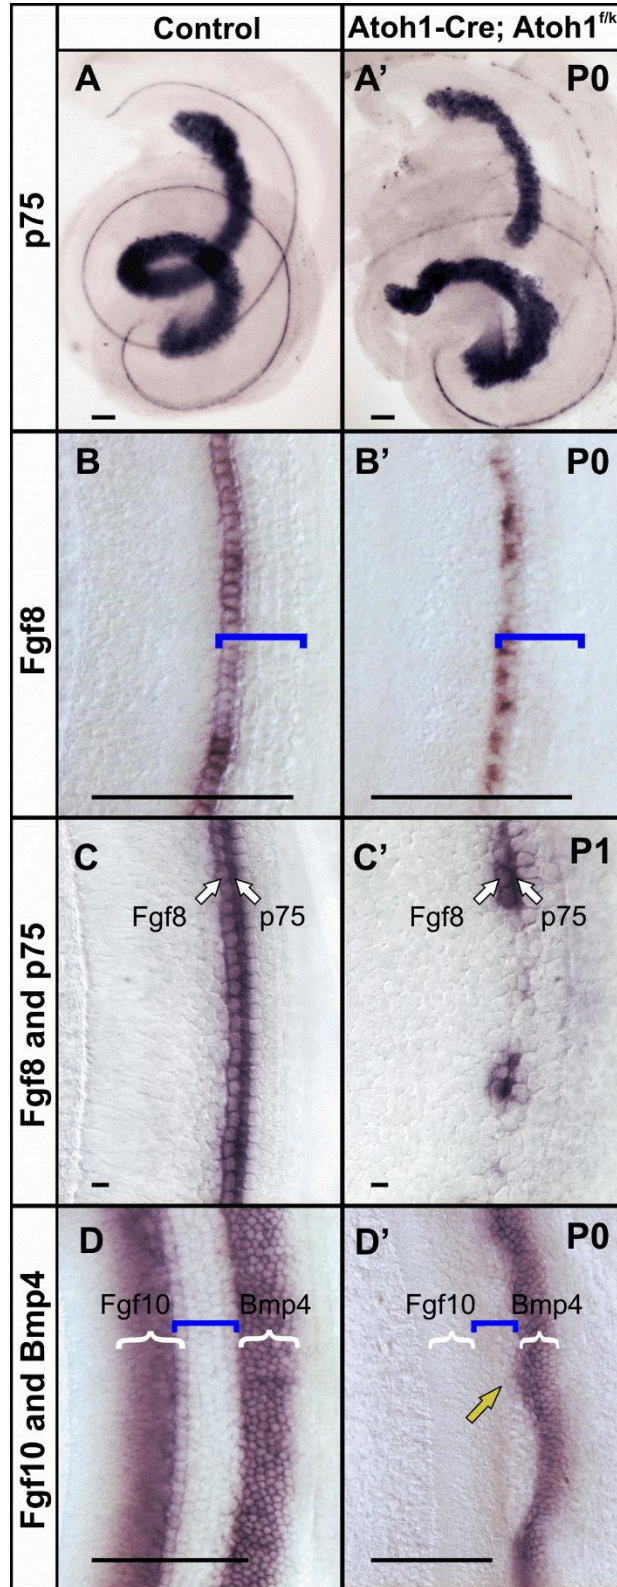 Control
Atoh1-Cre; Atoh1f/k
p75
A
A’ P0
Fgf8
B
B’ P0
Fgf8 and p75
C
C’ P1
Fgf8 p75
Fgf8 p75
Fgf10 and Bmp4
D
D’ P0
Fgf10 Bmp4
Fgf10 Bmp4